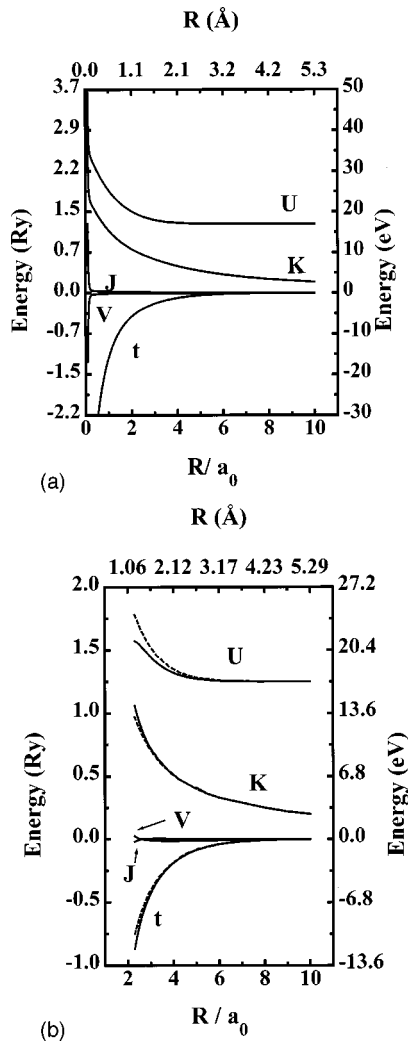 R (Å)
0.0 1.1 2.1 3.2 4.2 5.3
3.7
2.9
2.2
1.5
0.7
0.0
-0.7
-1.5
-2.2
Energy (Ry)
50
40
30
20
10
0
-10
-20
-30
Energy (eV)
U
K
J
V
t
0 2 4 6 8 10
R/ a0
(a)
R (Å)
1.06 2.12 3.17 4.23 5.29
2.0
1.5
1.0
0.5
0.0
-0.5
-1.0
Energy (Ry)
27.2
20.4
13.6
6.8
0.0
-6.8
-13.6
Energy (eV)
U
K
V
J
t
2 4 6 8 10
R / a0
(b)